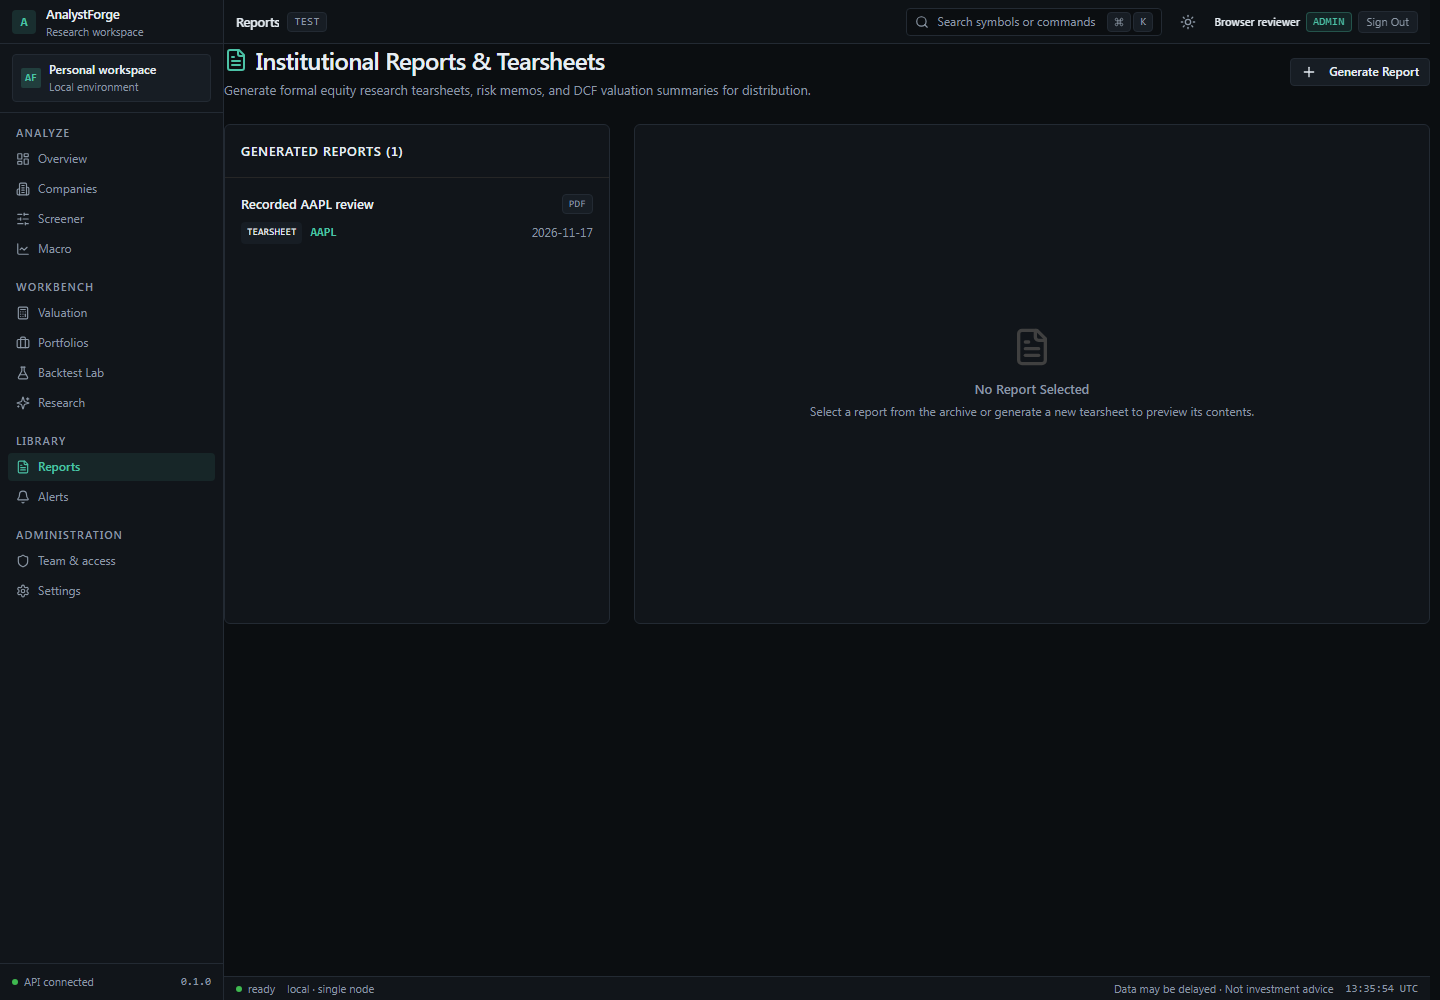 A
AnalystForge
Research workspace
AF
Personal workspace
Local environment
ANALYZE
Overview
Companies
Screener
Macro
WORKBENCH
Valuation
Portfolios
Backtest Lab
Research
LIBRARY
Reports
Alerts
ADMINISTRATION
Team & access
Settings
API connected 0.1.0
Reports TEST
Search symbols or commands ⌘ K
Browser reviewer ADMIN Sign Out
Institutional Reports & Tearsheets
Generate formal equity research tearsheets, risk memos, and DCF valuation summaries for distribution.
Generate Report
GENERATED REPORTS (1)
Recorded AAPL review PDF
TEARSHEET AAPL 2026-11-17
No Report Selected
Select a report from the archive or generate a new tearsheet to preview its contents.
ready local · single node
Data may be delayed · Not investment advice 13:35:54 UTC